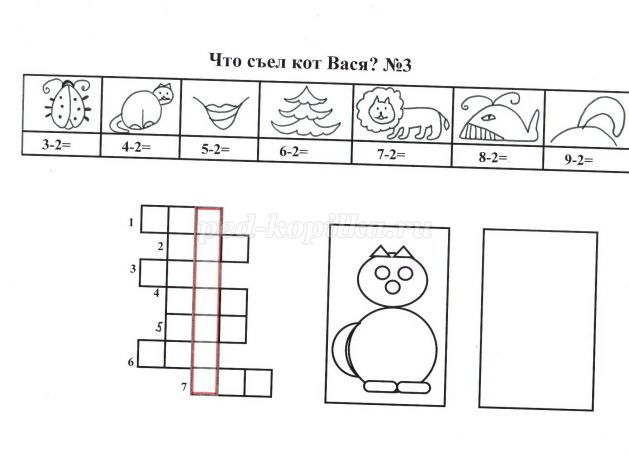 Что съел кот Вася? №3
3-2= 4-2= 5-2= 6-2= 7-2= 8-2= 9-2=
1
ped-kopilka.ru
2
3
4
5
6
7